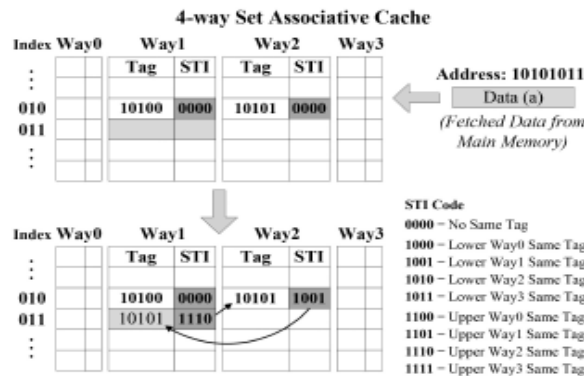 4-way Set Associative Cache
Index Way0 Way1 Way2 Way3
Tag STI Tag STI
010 10100 0000 10101 0000
011
Address: 10101011
Data (a)
(Fetched Data from
Main Memory)
Index Way0 Way1 Way2 Way3
Tag STI Tag STI
010 10100 0000 10101 1001
011 10101 1110
STI Code
0000 – No Same Tag
1000 – Lower Way0 Same Tag
1001 – Lower Way1 Same Tag
1010 – Lower Way2 Same Tag
1011 – Lower Way3 Same Tag
1100 – Upper Way0 Same Tag
1101 – Upper Way1 Same Tag
1110 – Upper Way2 Same Tag
1111 – Upper Way3 Same Tag